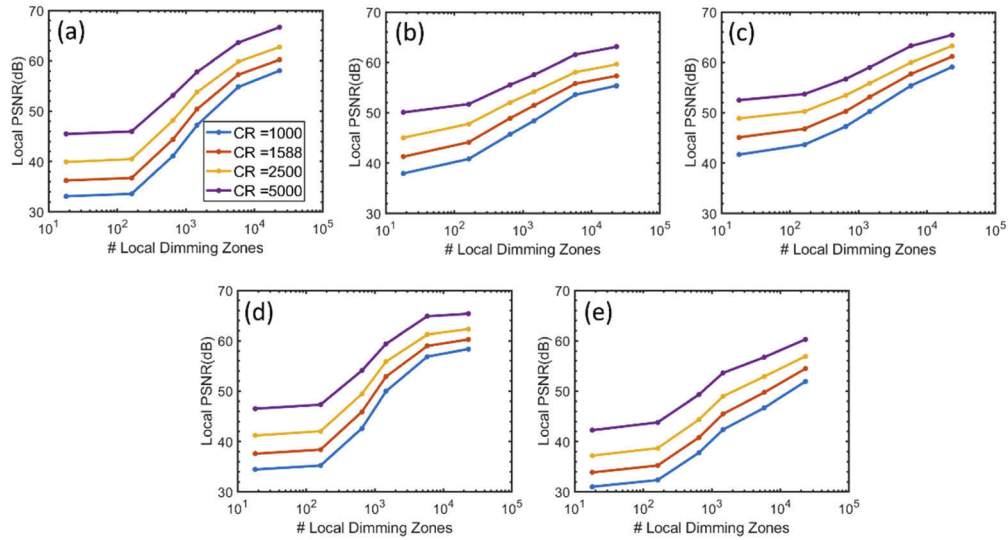 (a)
70
60
50
40
30
Local PSNR(dB)
CR =1000
CR =1588
CR =2500
CR =5000
10^1 10^2 10^3 10^4 10^5
# Local Dimming Zones
(b)
70
60
50
40
30
Local PSNR(dB)
10^1 10^2 10^3 10^4 10^5
# Local Dimming Zones
(c)
70
60
50
40
30
Local PSNR(dB)
10^1 10^2 10^3 10^4 10^5
# Local Dimming Zones
(d)
70
60
50
40
30
Local PSNR(dB)
10^1 10^2 10^3 10^4 10^5
# Local Dimming Zones
(e)
70
60
50
40
30
Local PSNR(dB)
10^1 10^2 10^3 10^4 10^5
# Local Dimming Zones